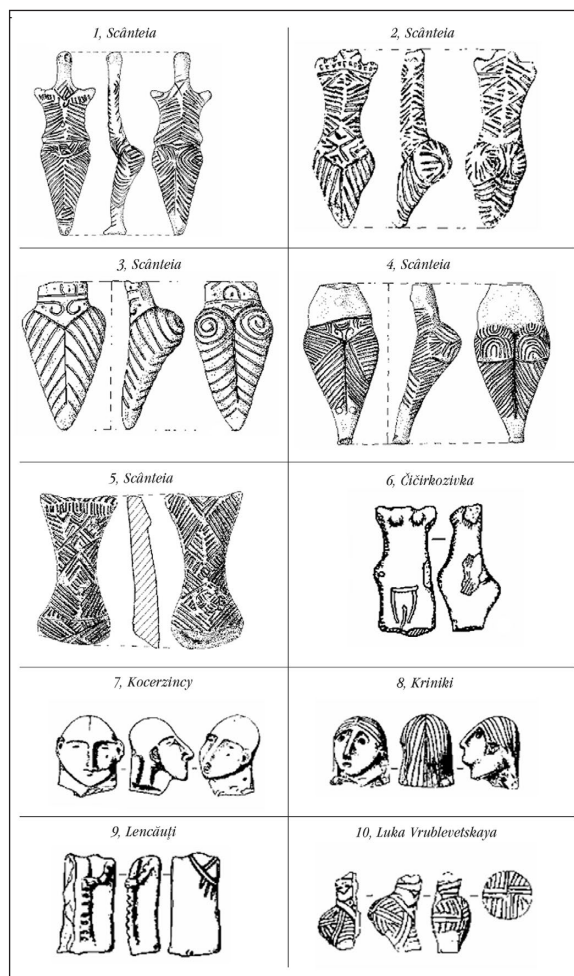 1, Scânteia
2, Scânteia
3, Scânteia
4, Scânteia
5, Scânteia
6, Čičirkozivka
7, Kocerzincy
8, Kriniki
9, Lencăuți
10, Luka Vrublevetskaya